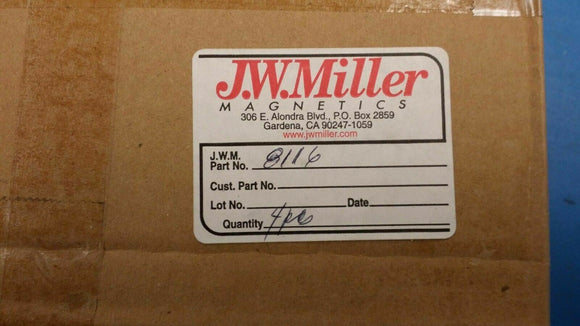 J.W.Miller
MAGNETICS
306 E. Alondra Blvd., P.O. Box 2859
Gardena, CA 90247-1059
www.jwmiller.com
J.W.M.
Part No. 8116
Cust. Part No.
Lot No. Date
Quantity 4pcs